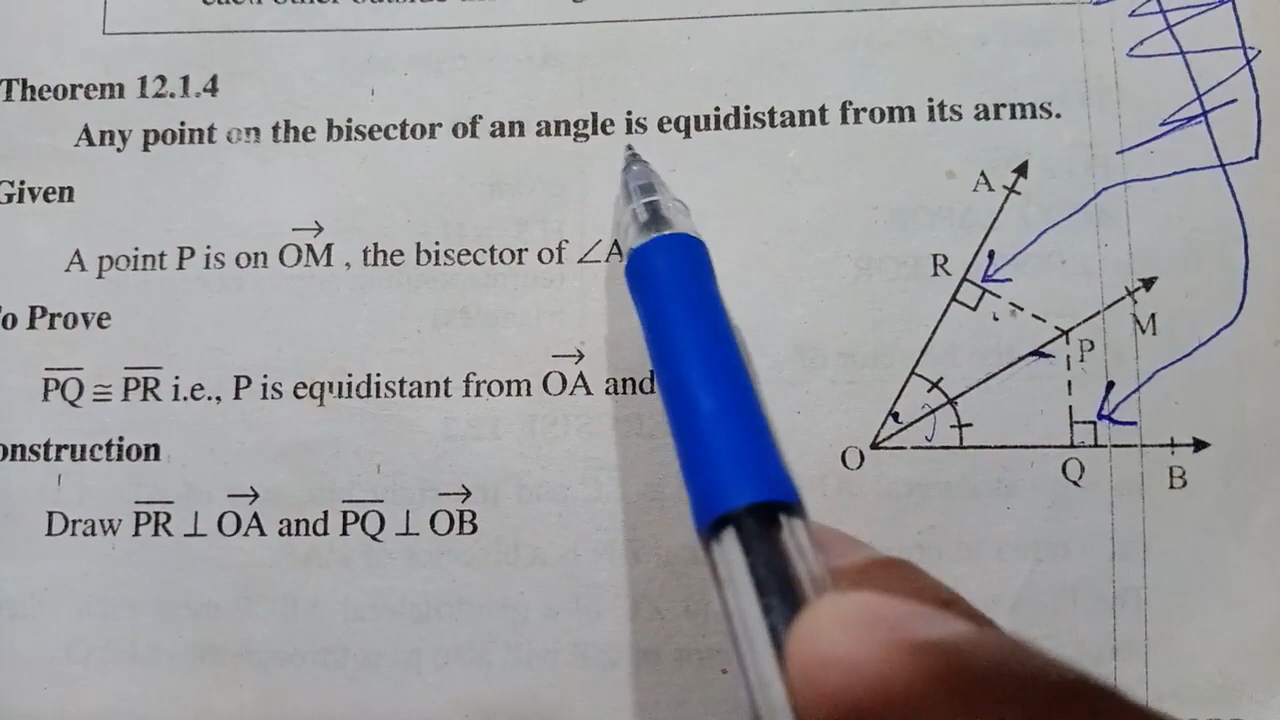 Theorem 12.1.4
Any point on the bisector of an angle is equidistant from its arms.
Given
A point P is on OM , the bisector of ∠A
o Prove
PQ ≅ PR i.e., P is equidistant from OA and
onstruction
Draw PR ⊥ OA and PQ ⊥ OB
A
R
M
P
O
Q
B